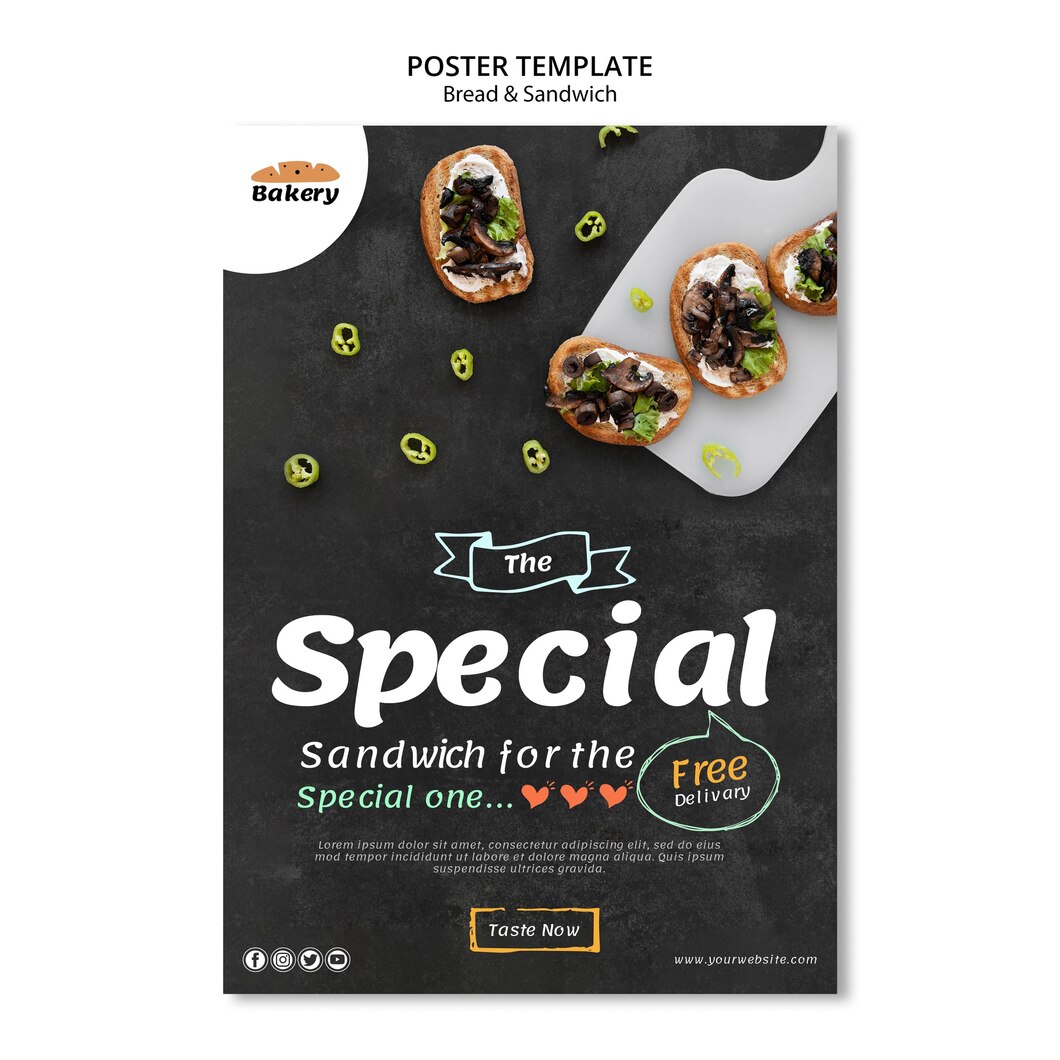 POSTER TEMPLATE
Bread & Sandwich
Bakery
The
Special
Sandwich for the
Special one...
Free
Delivary
Lorem ipsum dolor sit amet, consectetur adipiscing elit, sed do eius
mod tempor incididunt ut labore et dolore magna aliqua. Quis ipsum
suspendisse ultrices gravida.
Taste Now
www.yourwebsite.com